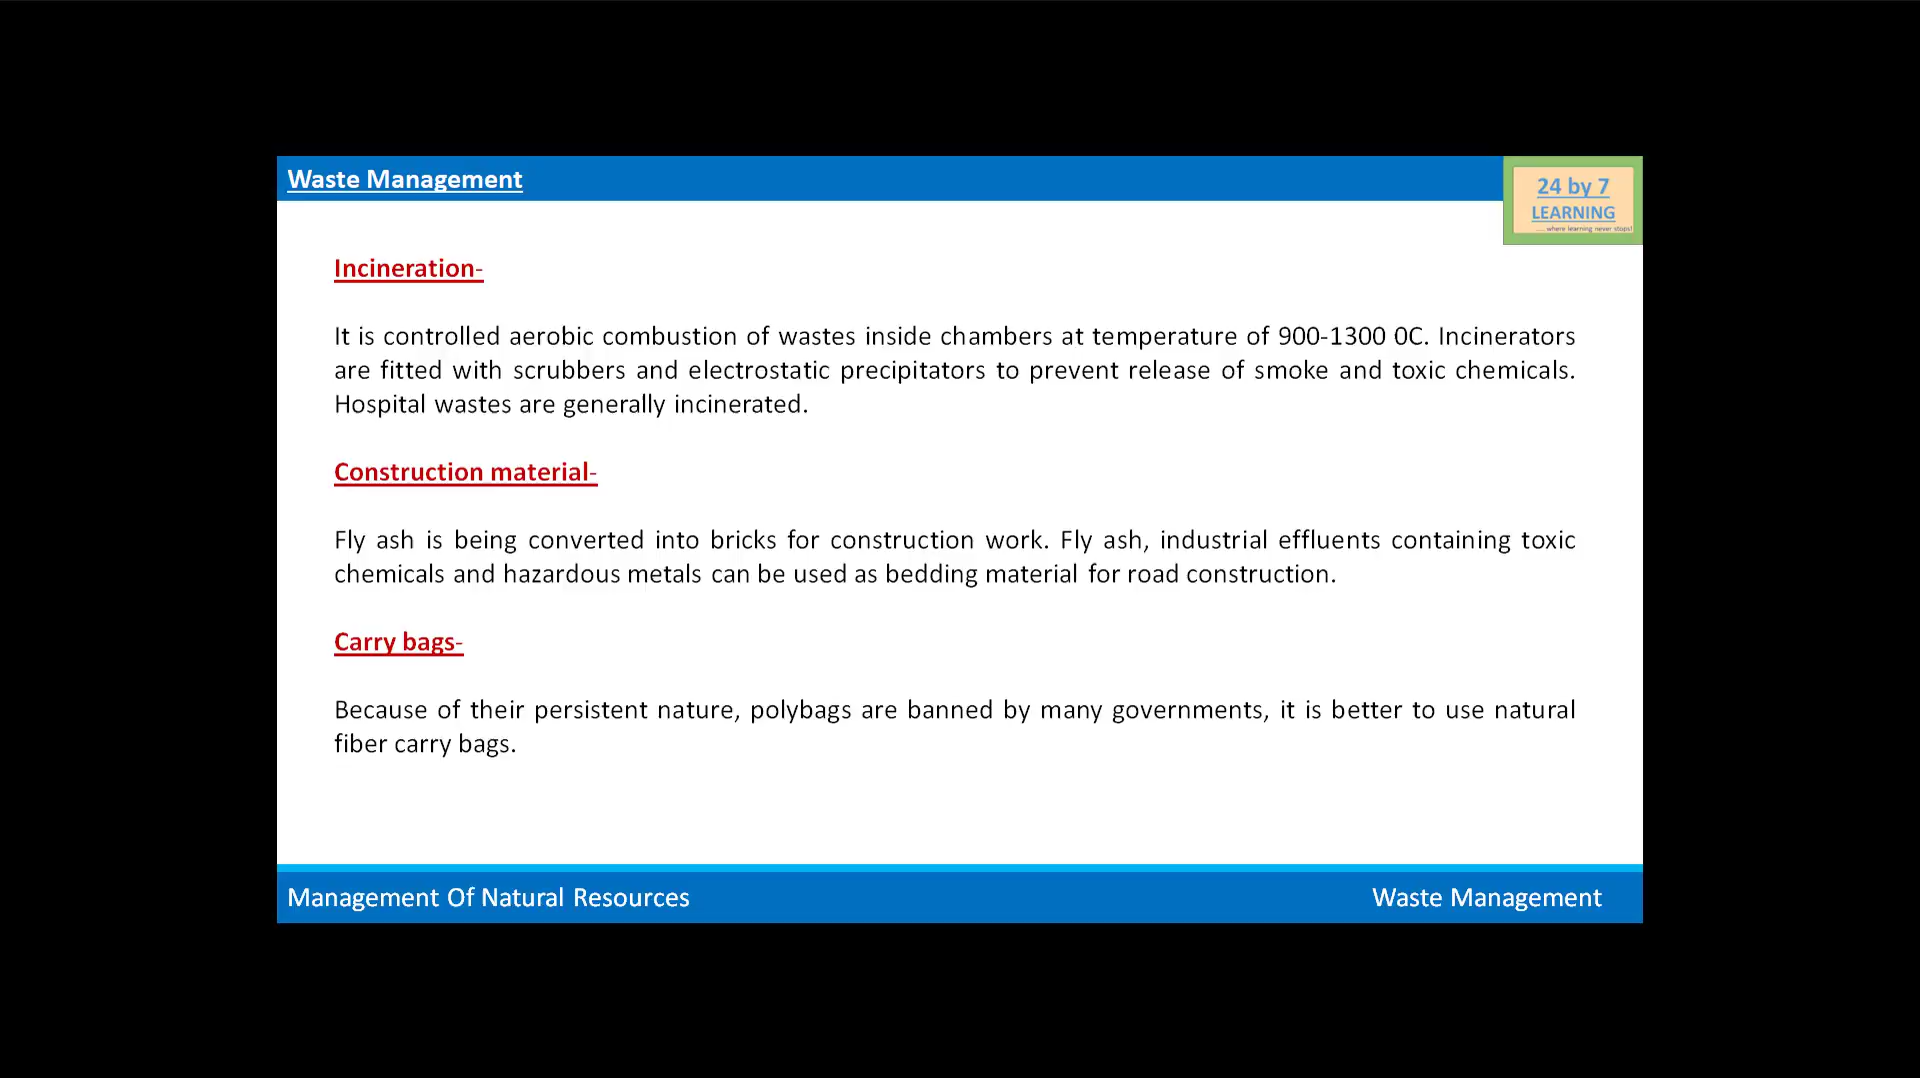 Waste Management
24 by 7
LEARNING
.... where learning never stops!
Incineration-
It is controlled aerobic combustion of wastes inside chambers at temperature of 900-1300 0C. Incinerators
are fitted with scrubbers and electrostatic precipitators to prevent release of smoke and toxic chemicals.
Hospital wastes are generally incinerated.
Construction material-
Fly ash is being converted into bricks for construction work. Fly ash, industrial effluents containing toxic
chemicals and hazardous metals can be used as bedding material for road construction.
Carry bags-
Because of their persistent nature, polybags are banned by many governments, it is better to use natural
fiber carry bags.
Management Of Natural Resources
Waste Management